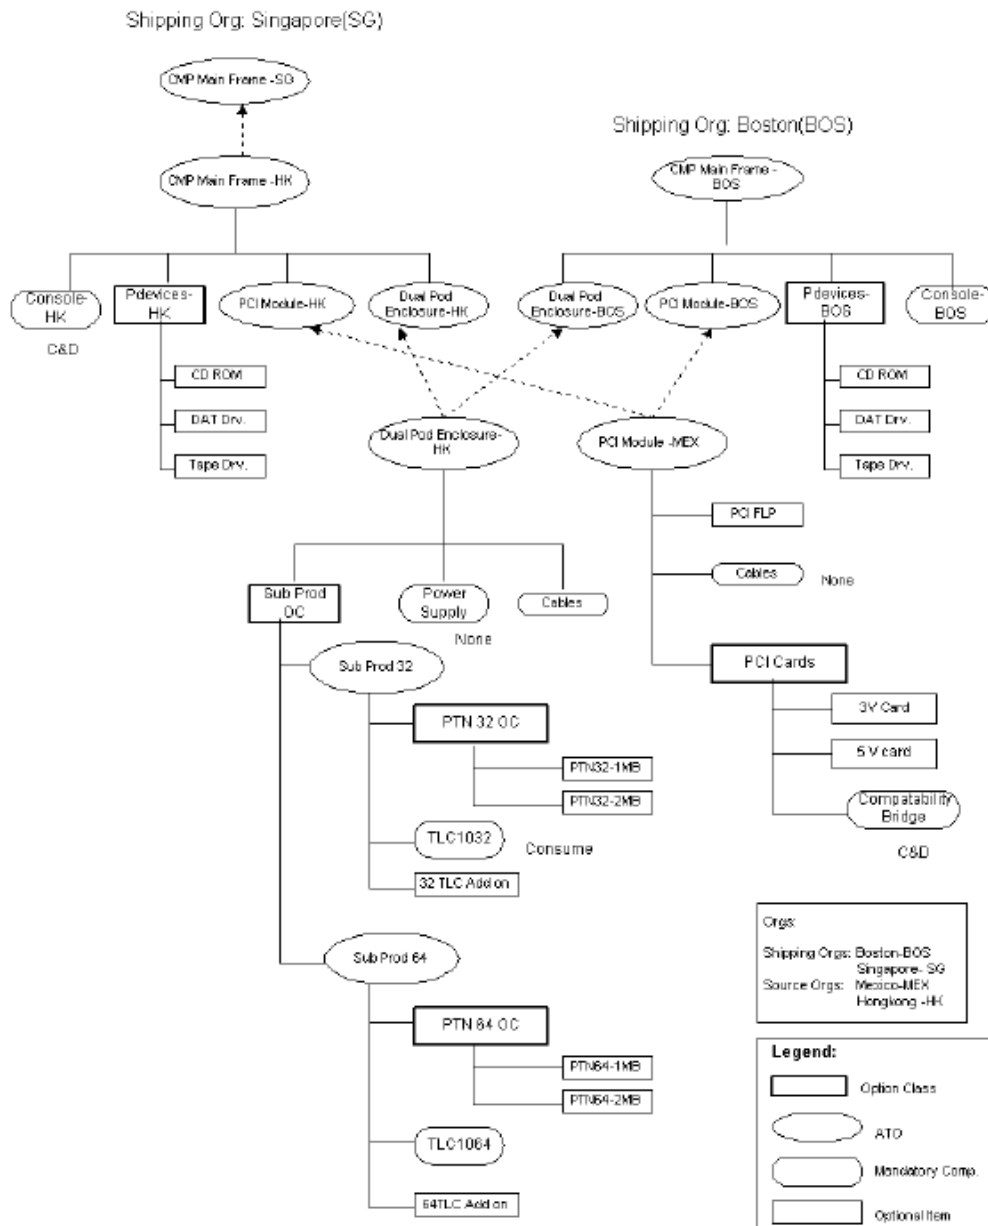 Shipping Org: Singapore(SG)
CMP Main Frame -SG
Shipping Org: Boston(BOS)
CMP Main Frame -HK
CMP Main Frame -
BOS
Console-
HK
Pdevices-
HK
PCI Module-HK
Dual Pod
Enclosure-HK
Dual Pod
Enclosure-BOS
PCI Module-BOS
Pdevices-
BOS
Console-
BOS
C&D
CD ROM
DAT Drv.
Tape Drv.
CD ROM
DAT Drv.
Tape Drv.
Dual Pod Enclosure-
HK
PCI Module -MEX
PCI FLP
Cables
None
Sub Prod
OC
Power
Supply
Cables
None
Sub Prod 32
PCI Cards
PTN 32 OC
3V Card
PTN32-1MB
5 V card
PTN32-2MB
Compatability
Bridge
TLC1032
Consume
C&D
32 TLC Add on
Sub Prod 64
PTN 64 OC
PTN64-1MB
PTN64-2MB
TLC1064
64TLC Add on
Orgs:
Shipping Orgs: Boston-BOS
Singapore- SG
Source Orgs: Mexico-MEX
Hongkong -HK
Legend:
Option Class
ATO
Mandatory Comp.
Optional Item